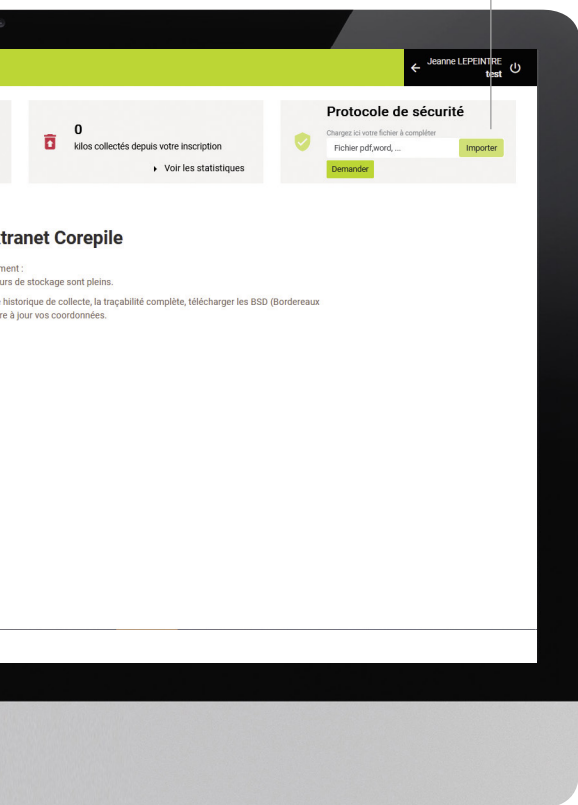 Jeanne LEPEINTRE
test
0
kilos collectés depuis votre inscription
Voir les statistiques
Protocole de sécurité
Chargez ici votre fichier à compléter
Fichier pdf,word, ...
Importer
Demander
tranet Corepile
ment :
urs de stockage sont pleins.
historique de collecte, la traçabilité complète, télécharger les BSD (Bordereaux
re à jour vos coordonnées.